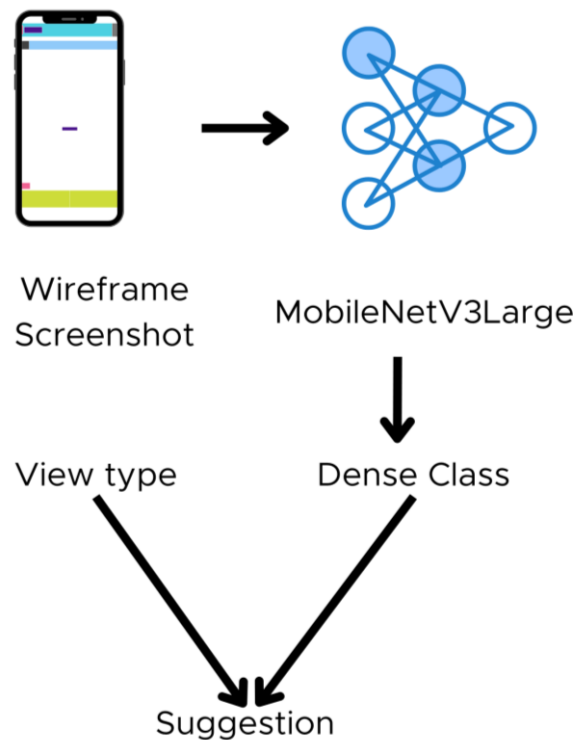 Wireframe
Screenshot
MobileNetV3Large
View type
Dense Class
Suggestion